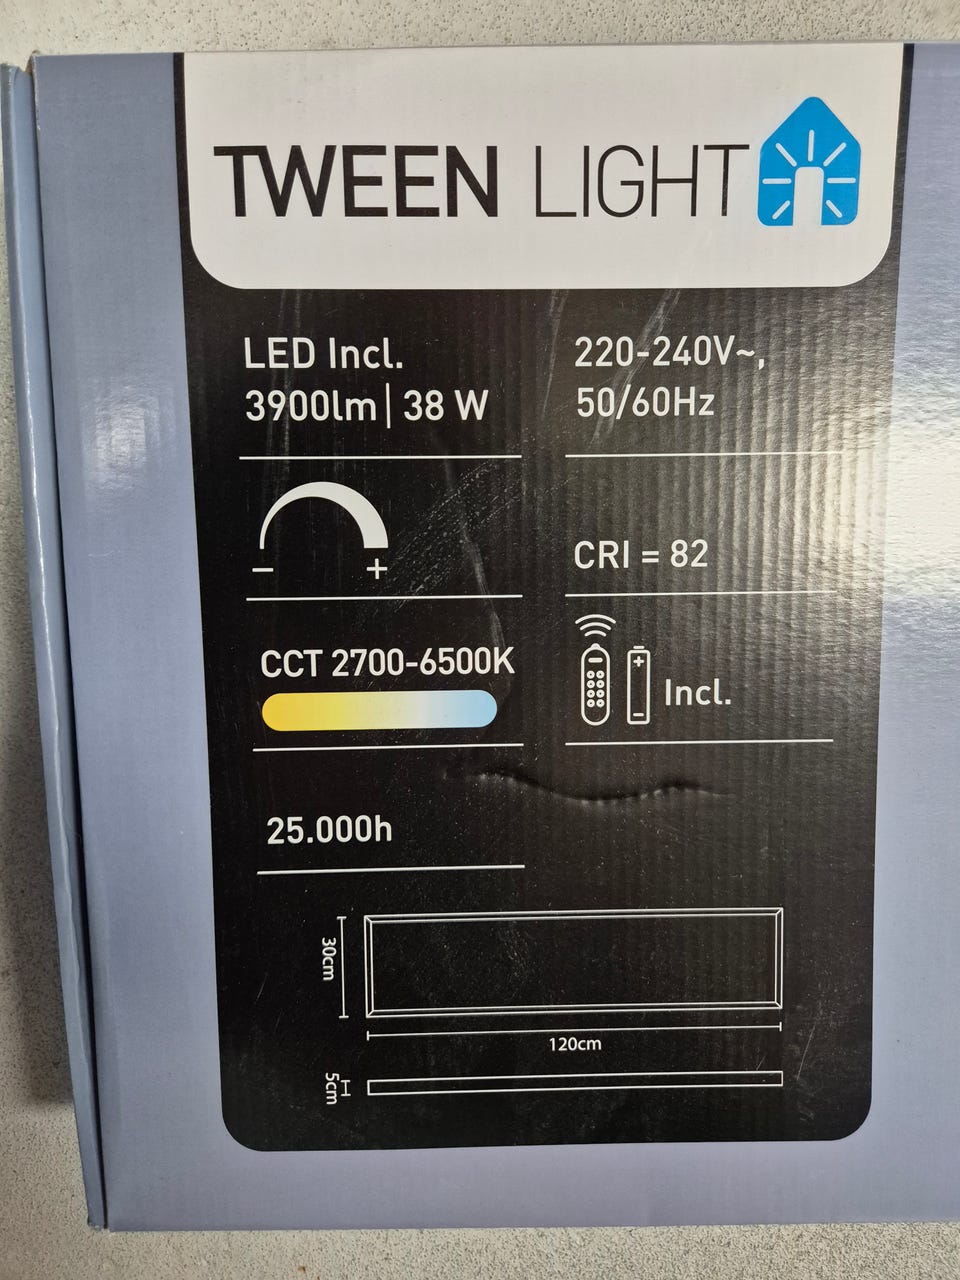 TWEEN LIGHT
LED Incl.
3900lm | 38 W
220-240V~,
50/60Hz
- +
CRI = 82
CCT 2700-6500K
+ -
Incl.
25.000h
30cm
120cm
5cm